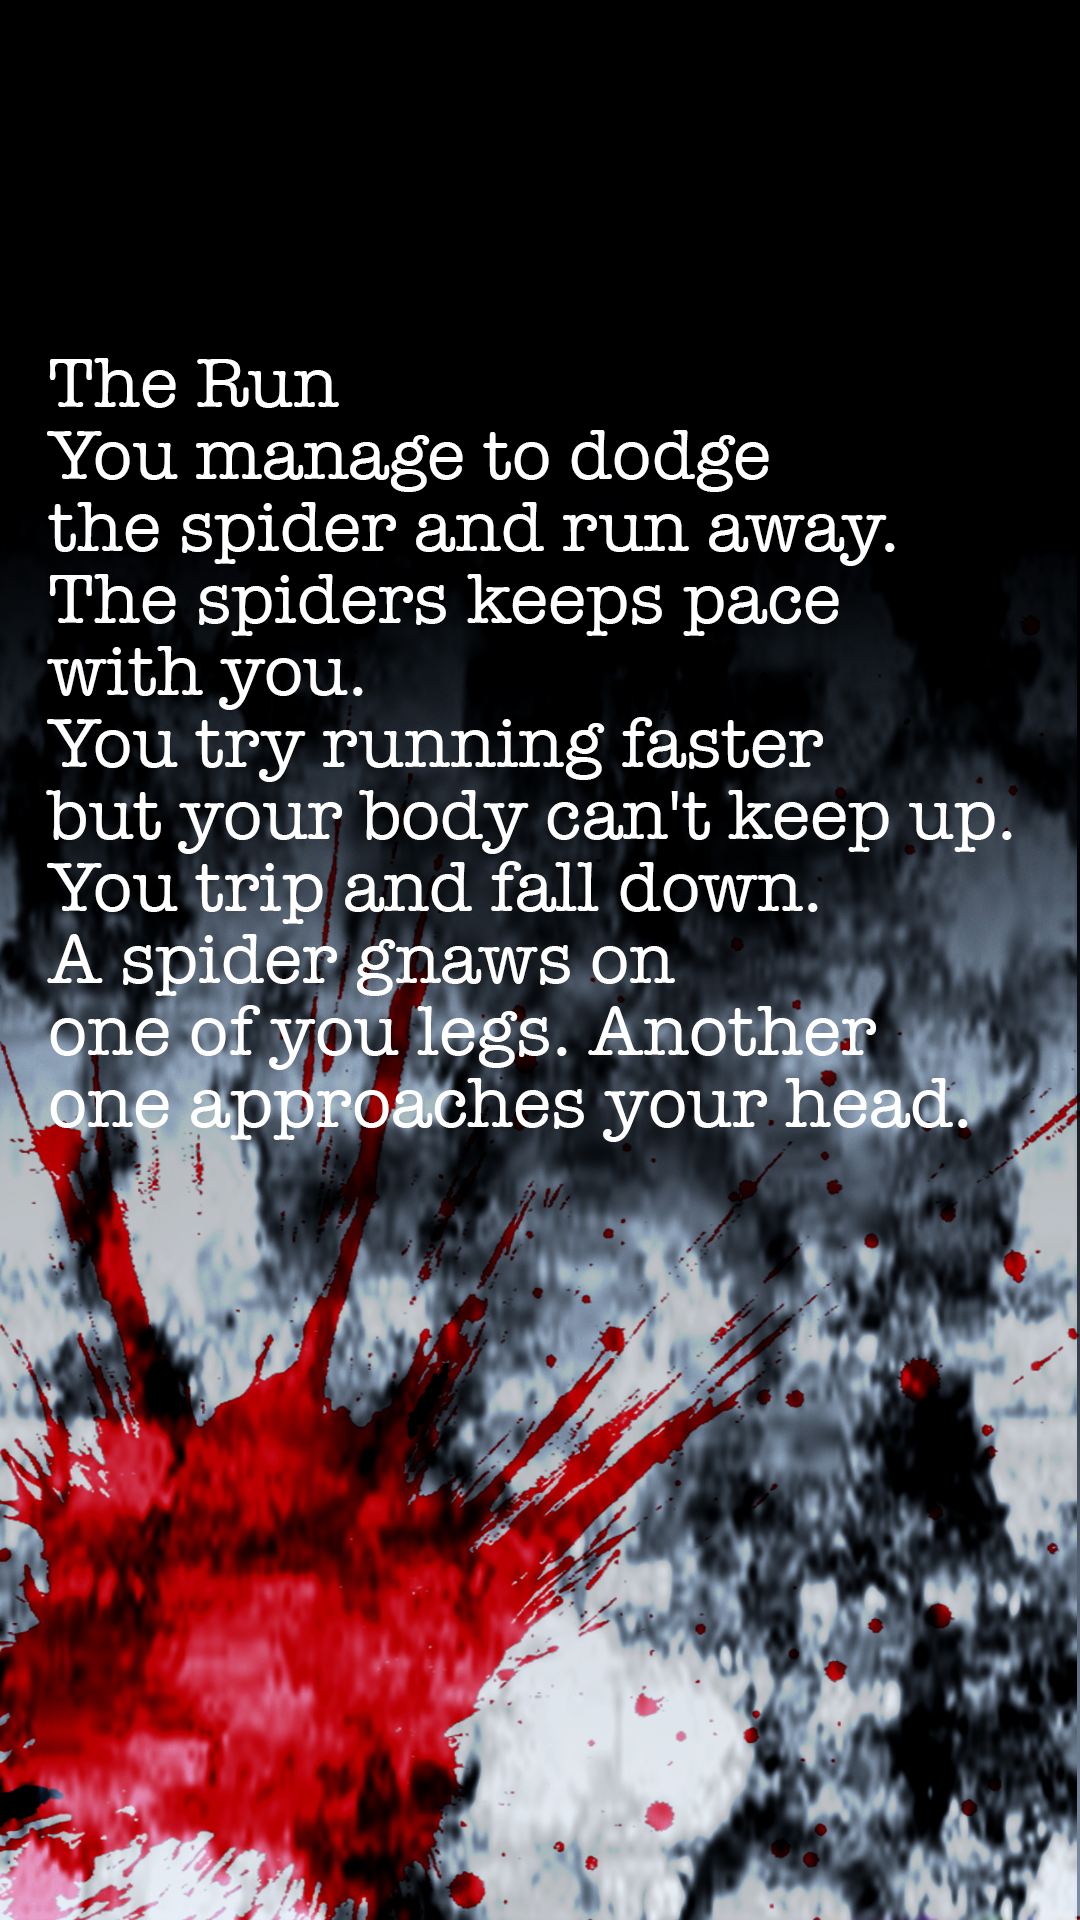 The Run
You manage to dodge
the spider and run away.
The spiders keeps pace
with you.
You try running faster
but your body can't keep up.
You trip and fall down.
A spider gnaws on
one of you legs. Another
one approaches your head.